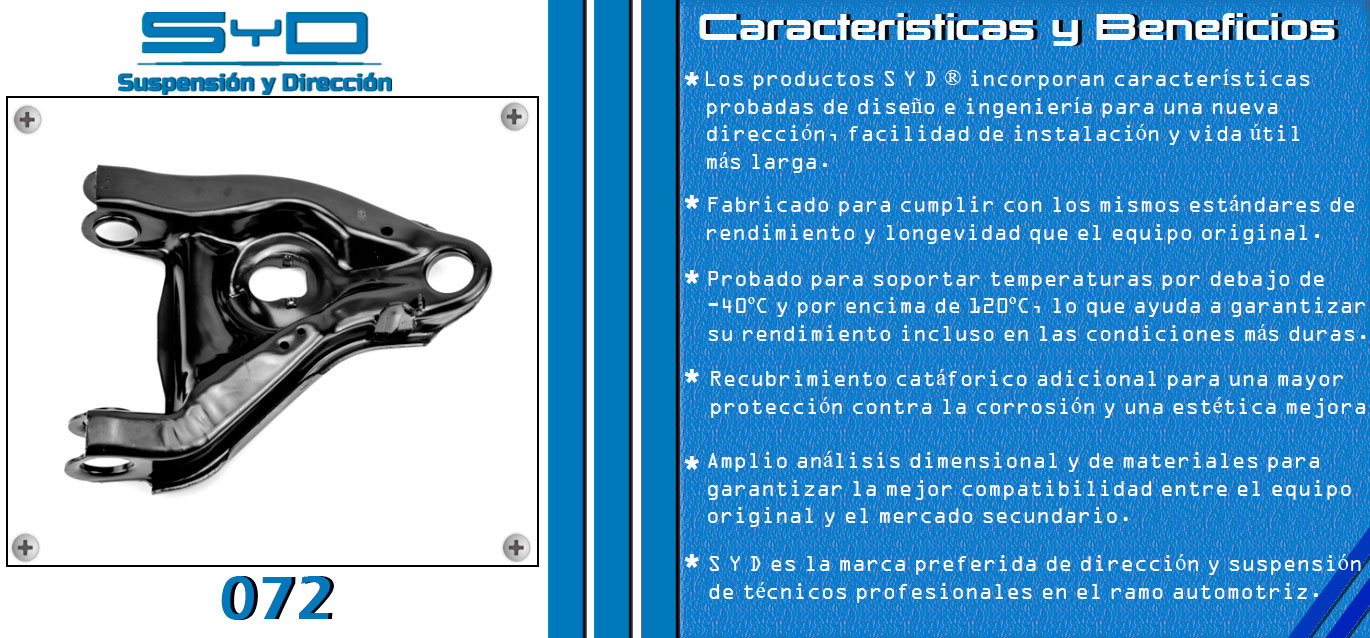 SYD
Suspensión y Dirección
072
Caracteristicas y Beneficios
* Los productos S Y D ® incorporan características
probadas de diseño e ingeniería para una nueva
dirección, facilidad de instalación y vida útil
más larga.
* Fabricado para cumplir con los mismos estándares de
rendimiento y longevidad que el equipo original.
* Probado para soportar temperaturas por debajo de
-40ºC y por encima de 120ºC, lo que ayuda a garantizar
su rendimiento incluso en las condiciones más duras.
* Recubrimiento catáforico adicional para una mayor
protección contra la corrosión y una estética mejora
* Amplio análisis dimensional y de materiales para
garantizar la mejor compatibilidad entre el equipo
original y el mercado secundario.
* S Y D es la marca preferida de dirección y suspensión
de técnicos profesionales en el ramo automotriz.